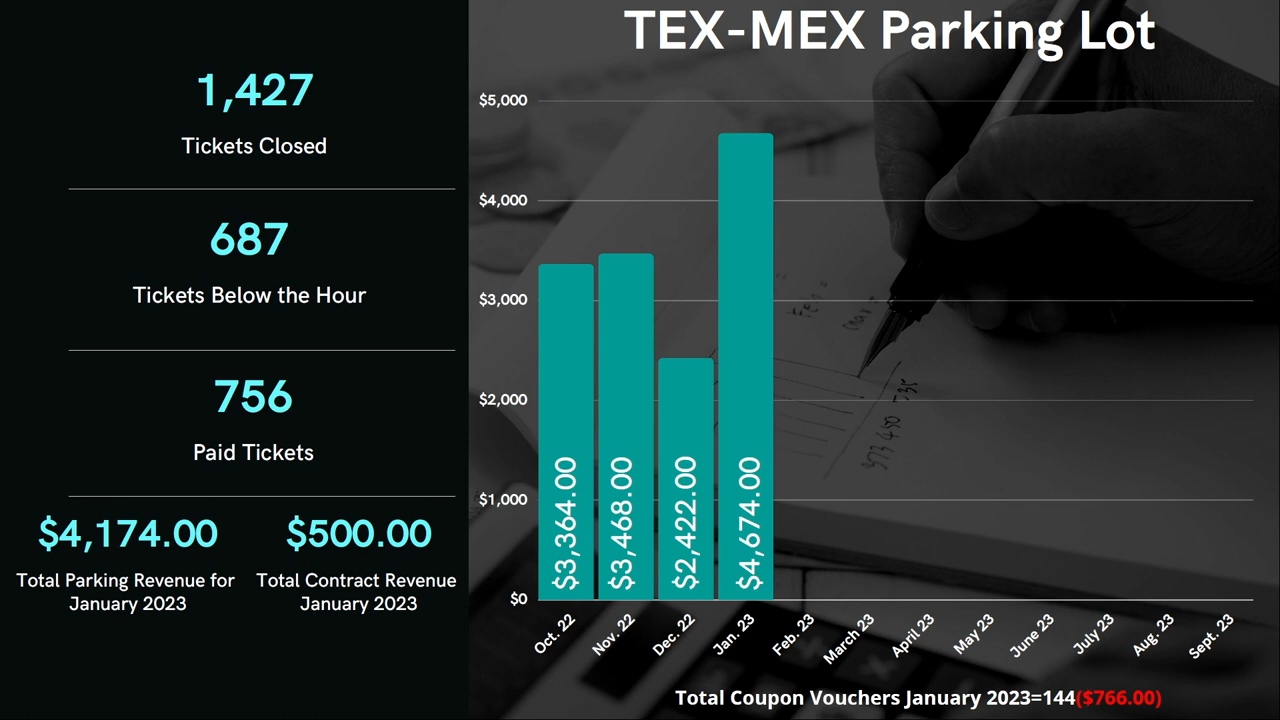 TEX-MEX Parking Lot
1,427
Tickets Closed
687
Tickets Below the Hour
756
Paid Tickets
$4,174.00
Total Parking Revenue for
January 2023
$500.00
Total Contract Revenue
January 2023
$5,000
$4,000
$3,000
$2,000
$1,000
$0
$3,364.00
$3,468.00
$2,422.00
$4,674.00
Oct. 22
Nov. 22
Dec. 22
Jan. 23
Feb. 23
March 23
April 23
May 23
June 23
July 23
Aug. 23
Sept. 23
Total Coupon Vouchers January 2023=144($766.00)